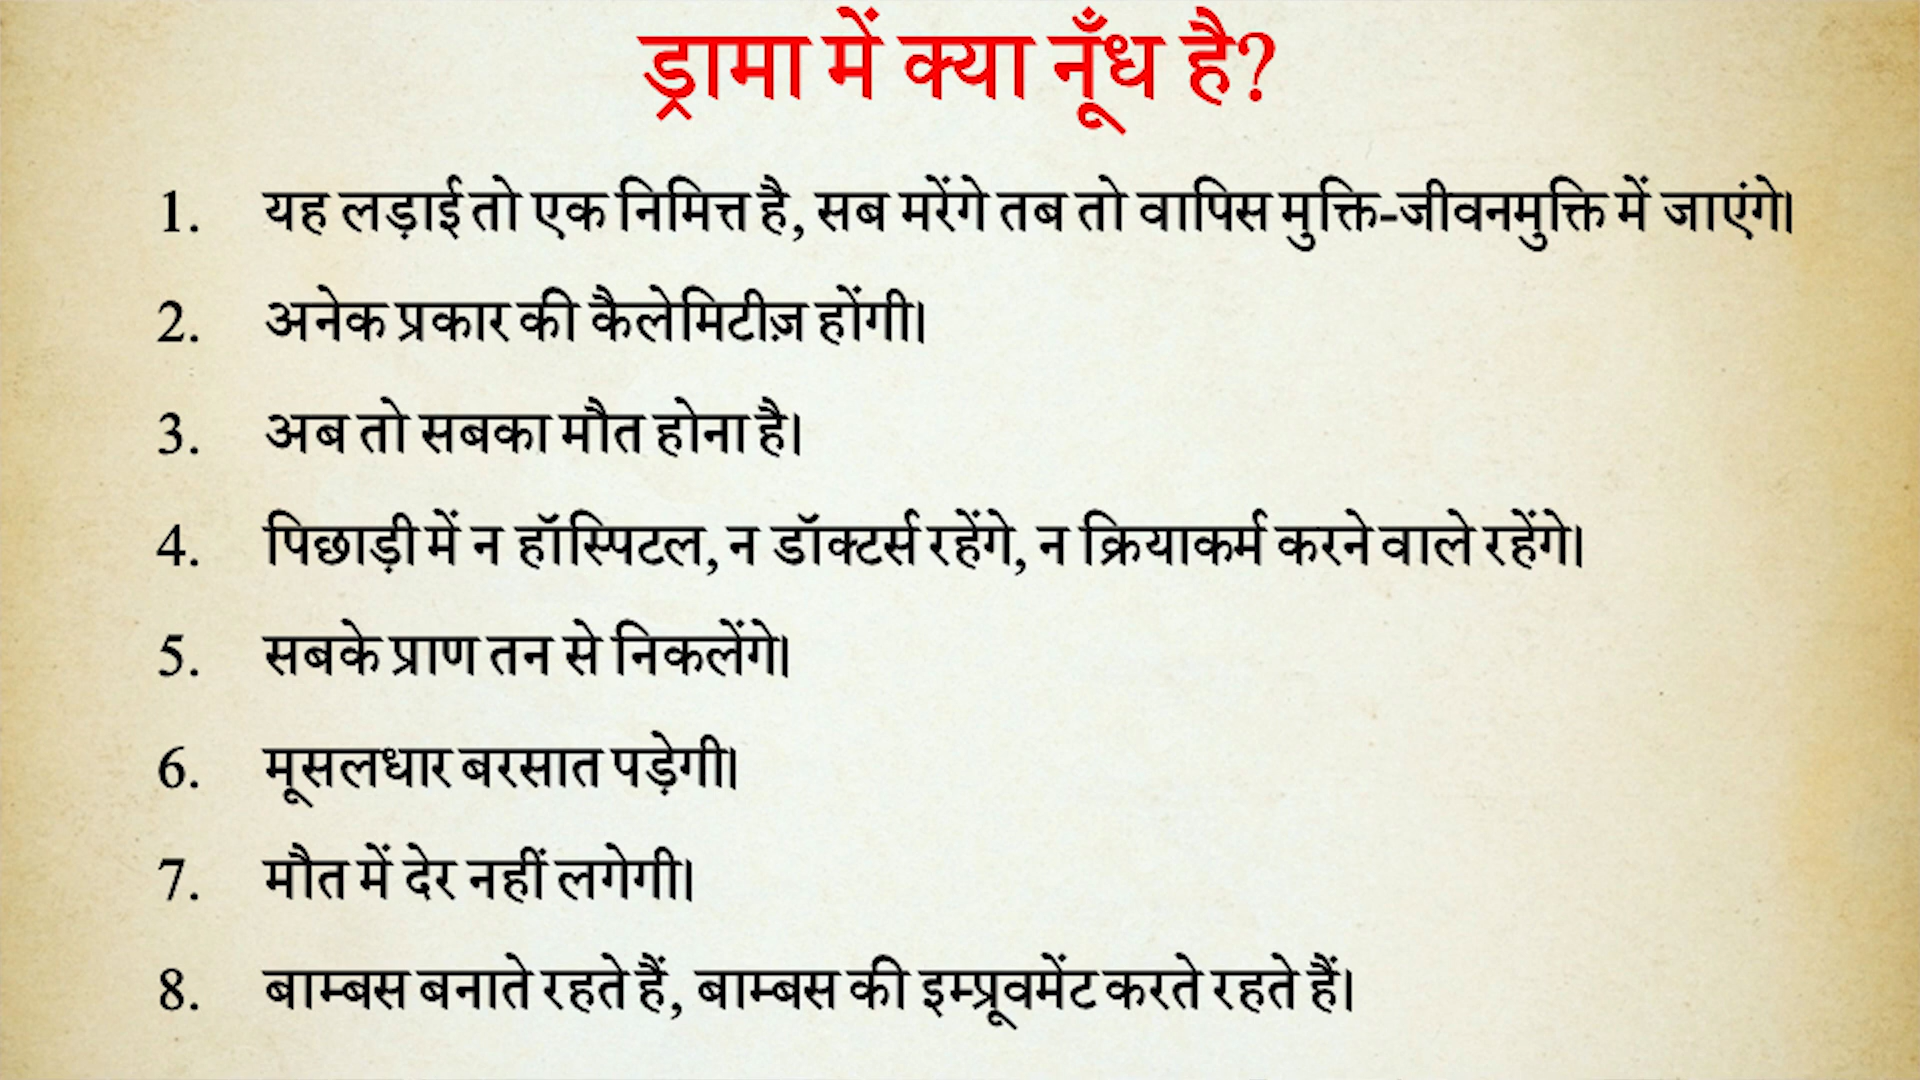 ड्रामा में क्या नूँध है?
1. यह लड़ाई तो एक निमित्त है, सब मरेंगे तब तो वापिस मुक्ति-जीवनमुक्ति में जाएंगे।
2. अनेक प्रकार की कैलेमिटीज़ होंगी।
3. अब तो सबका मौत होना है।
4. पिछाड़ी में न हॉस्पिटल, न डॉक्टर्स रहेंगे, न क्रियाकर्म करने वाले रहेंगे।
5. सबके प्राण तन से निकलेंगे।
6. मूसलधार बरसात पड़ेगी।
7. मौत में देर नहीं लगेगी।
8. बाम्बस बनाते रहते हैं, बाम्बस की इम्प्रूवमेंट करते रहते हैं।